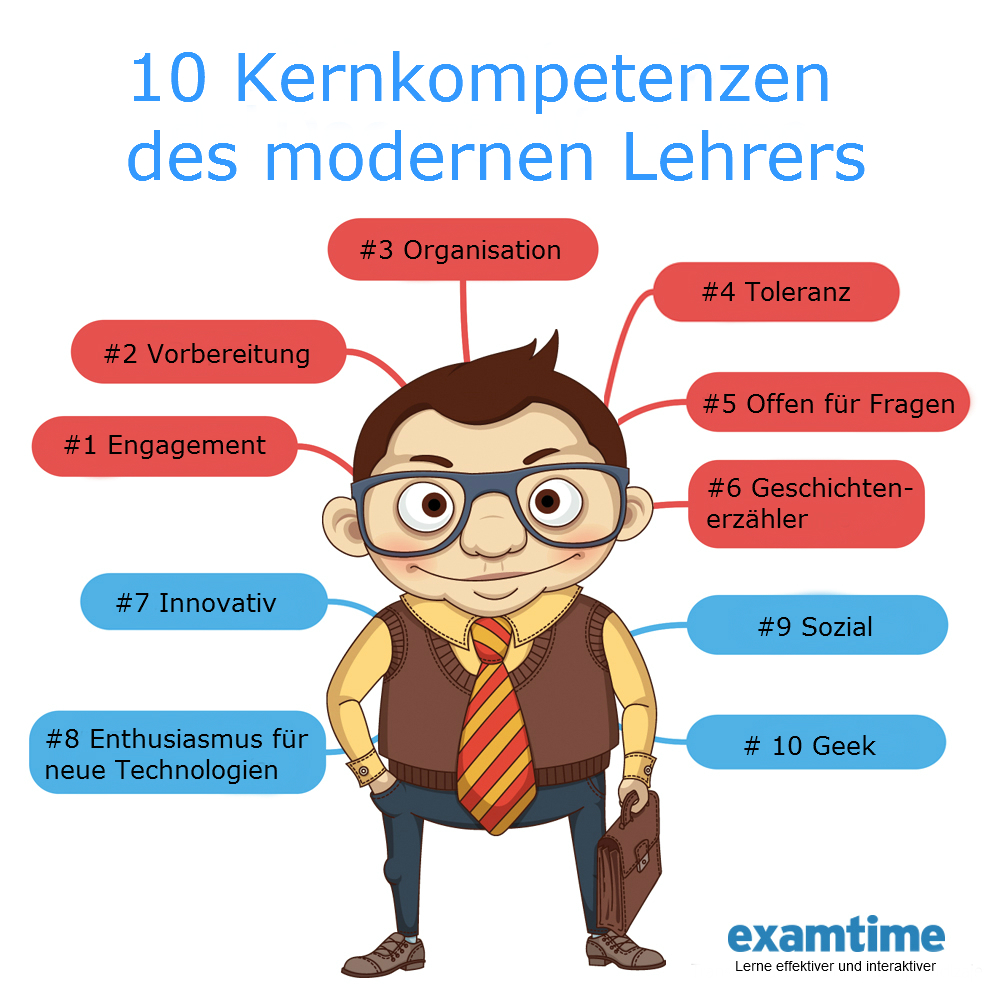 10 Kernkompetenzen
des modernen Lehrers
#3 Organisation
#4 Toleranz
#2 Vorbereitung
#5 Offen für Fragen
#1 Engagement
#6 Geschichten-
erzähler
#7 Innovativ
#9 Sozial
#8 Enthusiasmus für
neue Technologien
# 10 Geek
examtime
Lerne effektiver und interaktiver